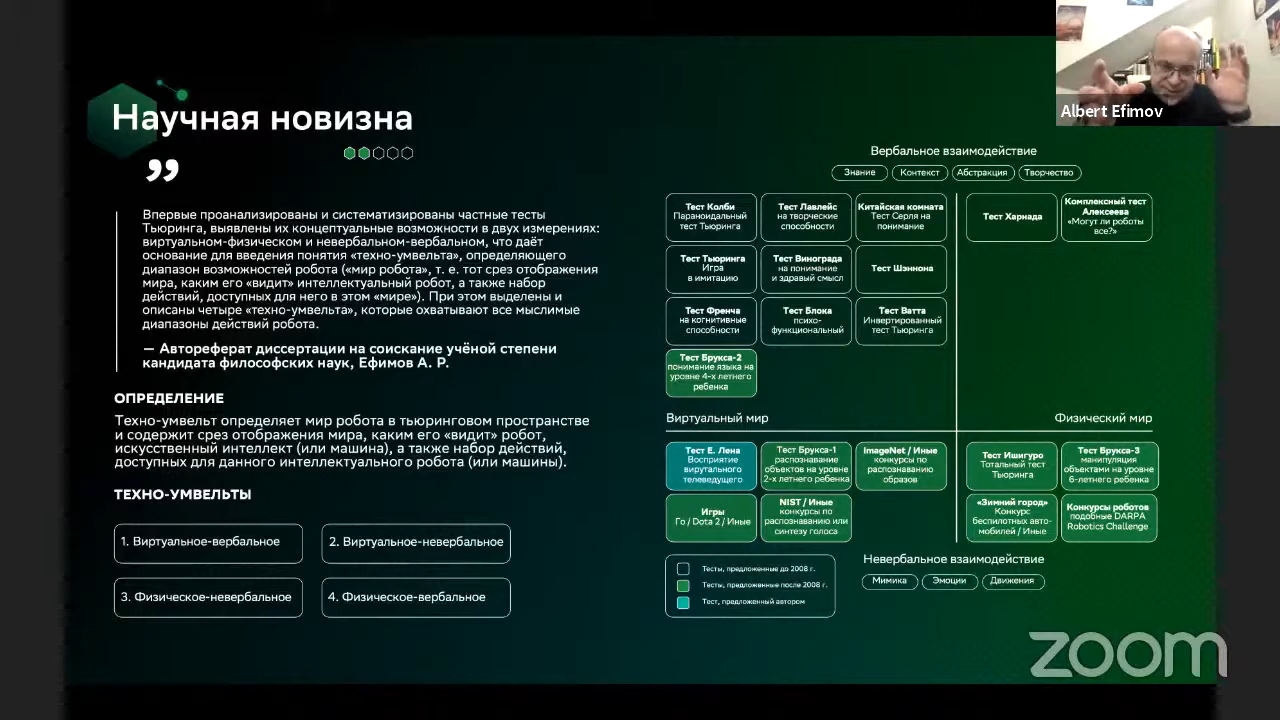 Albert Efimov
Научная новизна
”
Впервые проанализированы и систематизированы частные тесты
Тьюринга, выявлены их концептуальные возможности в двух измерениях:
виртуальном-физическом и невербальном-вербальном, что даёт
основание для введения понятия «техно-умвельта», определяющего
диапазон возможностей робота («мир робота», т. е. тот срез отображения
мира, каким его «видит» интеллектуальный робот, а также набор
действий, доступных для него в этом «мире»). При этом выделены и
описаны четыре «техно-умвельта», которые охватывают все мыслимые
диапазоны действий робота.
— Автореферат диссертации на соискание учёной степени
кандидата философских наук, Ефимов А. Р.
ОПРЕДЕЛЕНИЕ
Техно-умвельт определяет мир робота в тьюринговом пространстве
и содержит срез отображения мира, каким его «видит» робот,
искусственный интеллект (или машина), а также набор действий,
доступных для данного интеллектуального робота (или машины).
ТЕХНО-УМВЕЛЬТЫ
1. Виртуальное-вербальное
2. Виртуальное-невербальное
3. Физическое-невербальное
4. Физическое-вербальное
Вербальное взаимодействие
Знание
Контекст
Абстракция
Творчество
Тест Колби
Параноидальный
тест Тьюринга
Тест Лавлейс
на творческие
способности
Китайская комната
Тест Серля на
понимание
Тест Харнада
Комплексный тест
Алексеева
«Могут ли роботы
все?»
Тест Тьюринга
Игра
в имитацию
Тест Винограда
на понимание
и здравый смысл
Тест Шэннона
Тест Френча
на когнитивные
способности
Тест Блока
психо-
функциональный
Тест Ватта
Инвертированный
тест Тьюринга
Тест Брукса-2
понимание языка на
уровне 4-х летнего
ребенка
Виртуальный мир
Физический мир
Тест Е. Лена
Восприятие
вирутального
телеведущего
Тест Брукса-1
распознавание
объектов на уровне
2-х летнего ребёнка
ImageNet / Иные
конкурсы по
распознаванию
образов
Тест Ишигуро
Тотальный тест
Тьюринга
Тест Брукса-3
манипуляция
объектами на уровне
6-летнего ребенка
Игры
Го / Dota 2 / Иные
NIST / Иные
конкурсы по
распознаванию или
синтезу голоса
«Зимний город»
Конкурс
беспилотных авто-
мобилей / Иные
Конкурсы роботов
подобные DARPA
Robotics Challenge
Тесты, предложенные до 2008 г.
Тесты, предложенные после 2008 г.
Тест, предложенный автором
Невербальное взаимодействие
Мимика
Эмоции
Движения
zoom